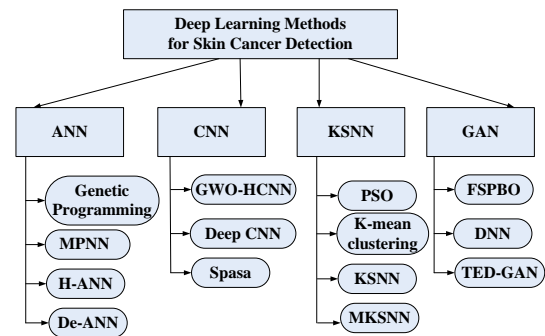 Deep Learning Methods
for Skin Cancer Detection
ANN
CNN
KSNN
GAN
Genetic
Programming
MPNN
H-ANN
De-ANN
GWO-HCNN
Deep CNN
Spasa
PSO
K-mean
clustering
KSNN
MKSNN
FSPBO
DNN
TED-GAN